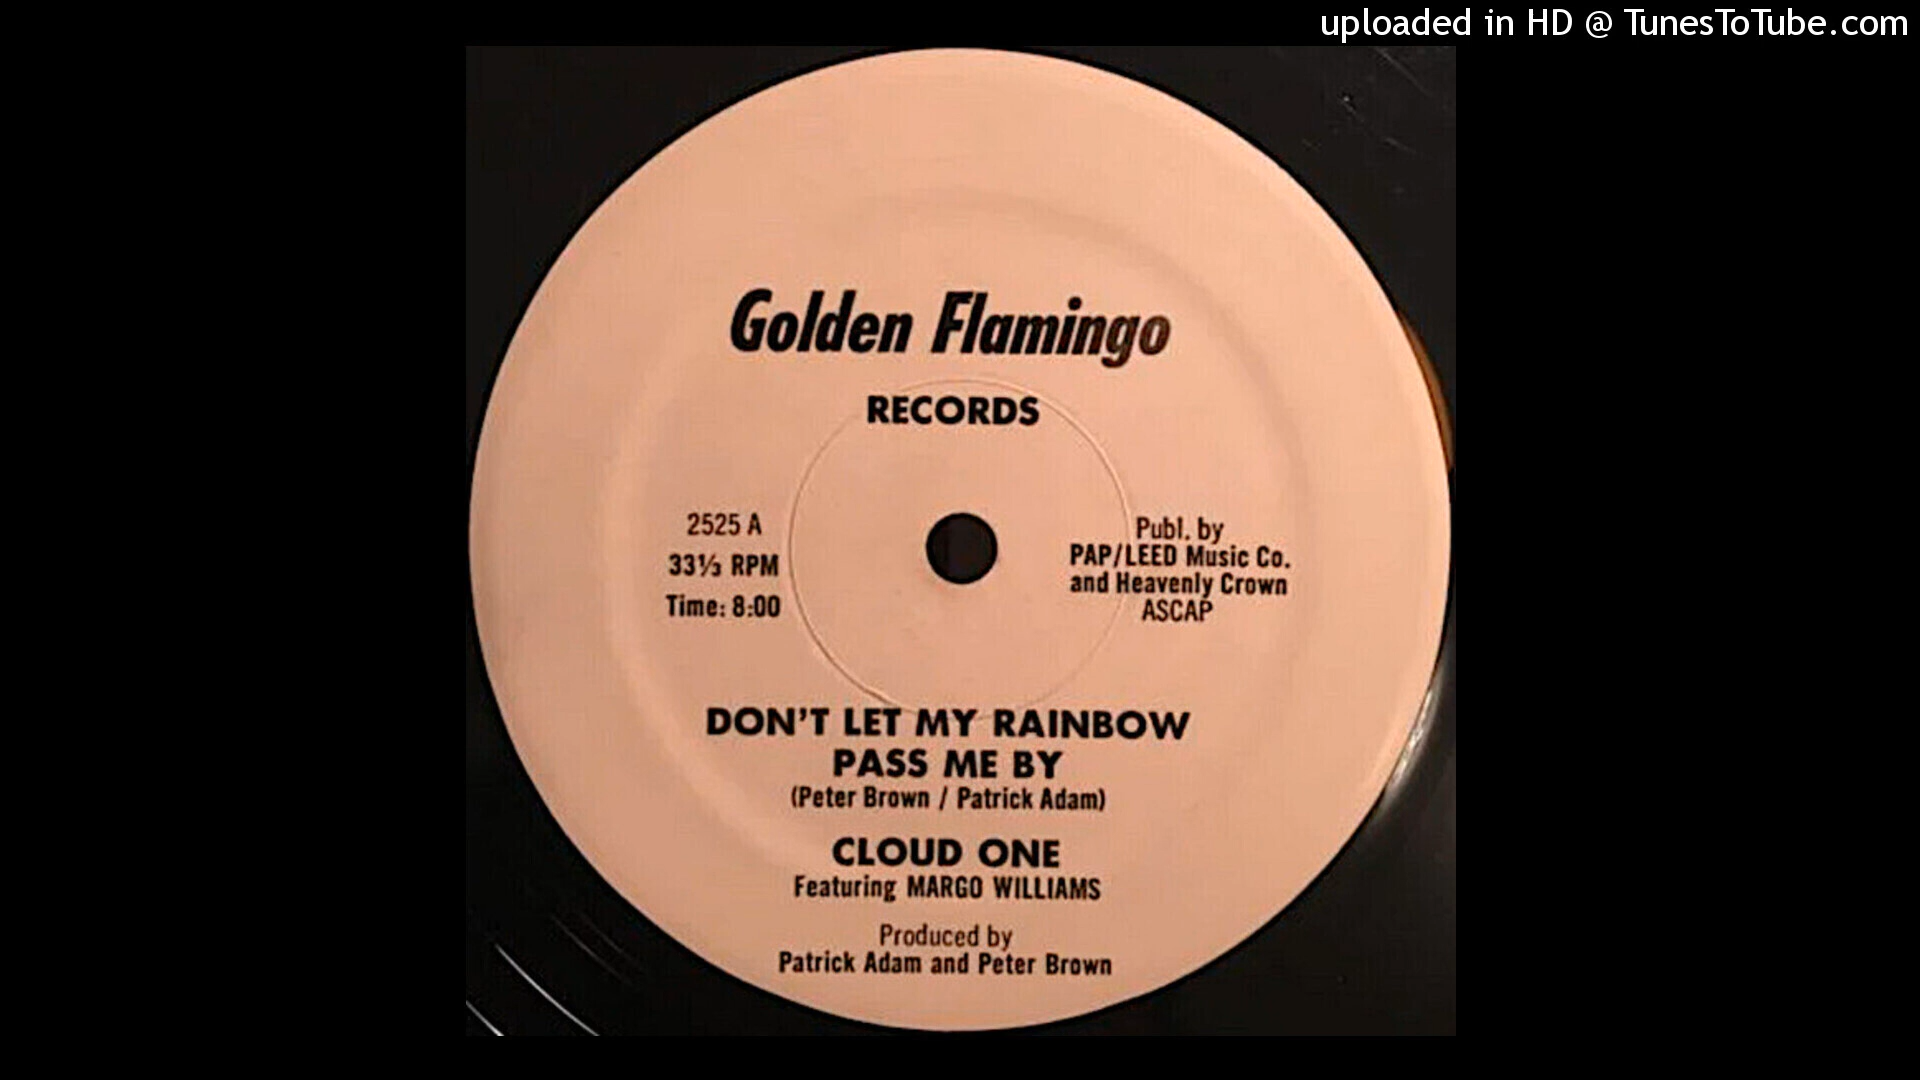 uploaded in HD @ TunesToTube.com
Golden Flamingo
RECORDS
2525 A
33⅓ RPM
Time: 8:00
Publ. by
PAP/LEED Music Co.
and Heavenly Crown
ASCAP
DON'T LET MY RAINBOW
PASS ME BY
(Peter Brown / Patrick Adam)
CLOUD ONE
Featuring MARGO WILLIAMS
Produced by
Patrick Adam and Peter Brown